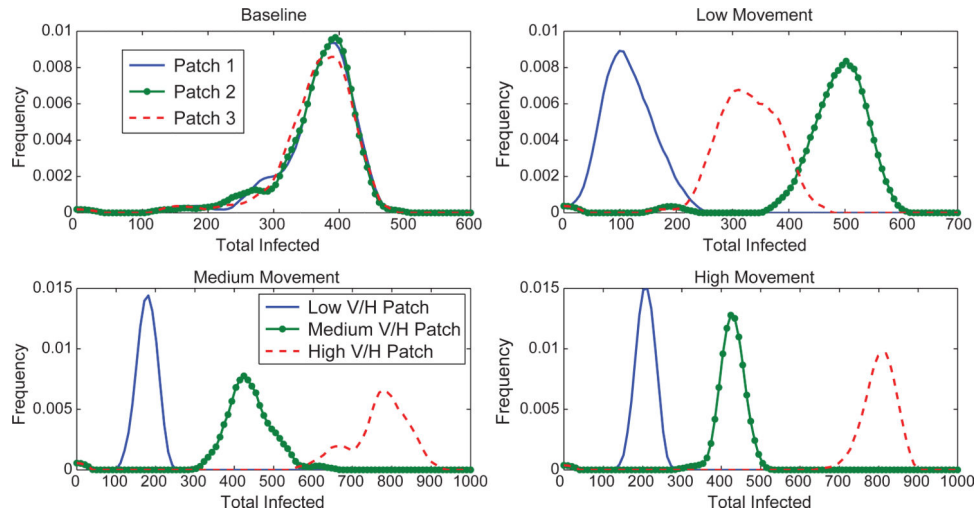 Baseline
0.01
0.008
0.006
0.004
0.002
0
Frequency
Patch 1
Patch 2
Patch 3
0 100 200 300 400 500 600
Total Infected
Low Movement
0.01
0.008
0.006
0.004
0.002
0
Frequency
0 100 200 300 400 500 600 700
Total Infected
Medium Movement
0.015
0.01
0.005
0
Frequency
Low V/H Patch
Medium V/H Patch
High V/H Patch
0 100 200 300 400 500 600 700 800 900 1000
Total Infected
High Movement
0.015
0.01
0.005
0
Frequency
0 100 200 300 400 500 600 700 800 900 1000
Total Infected